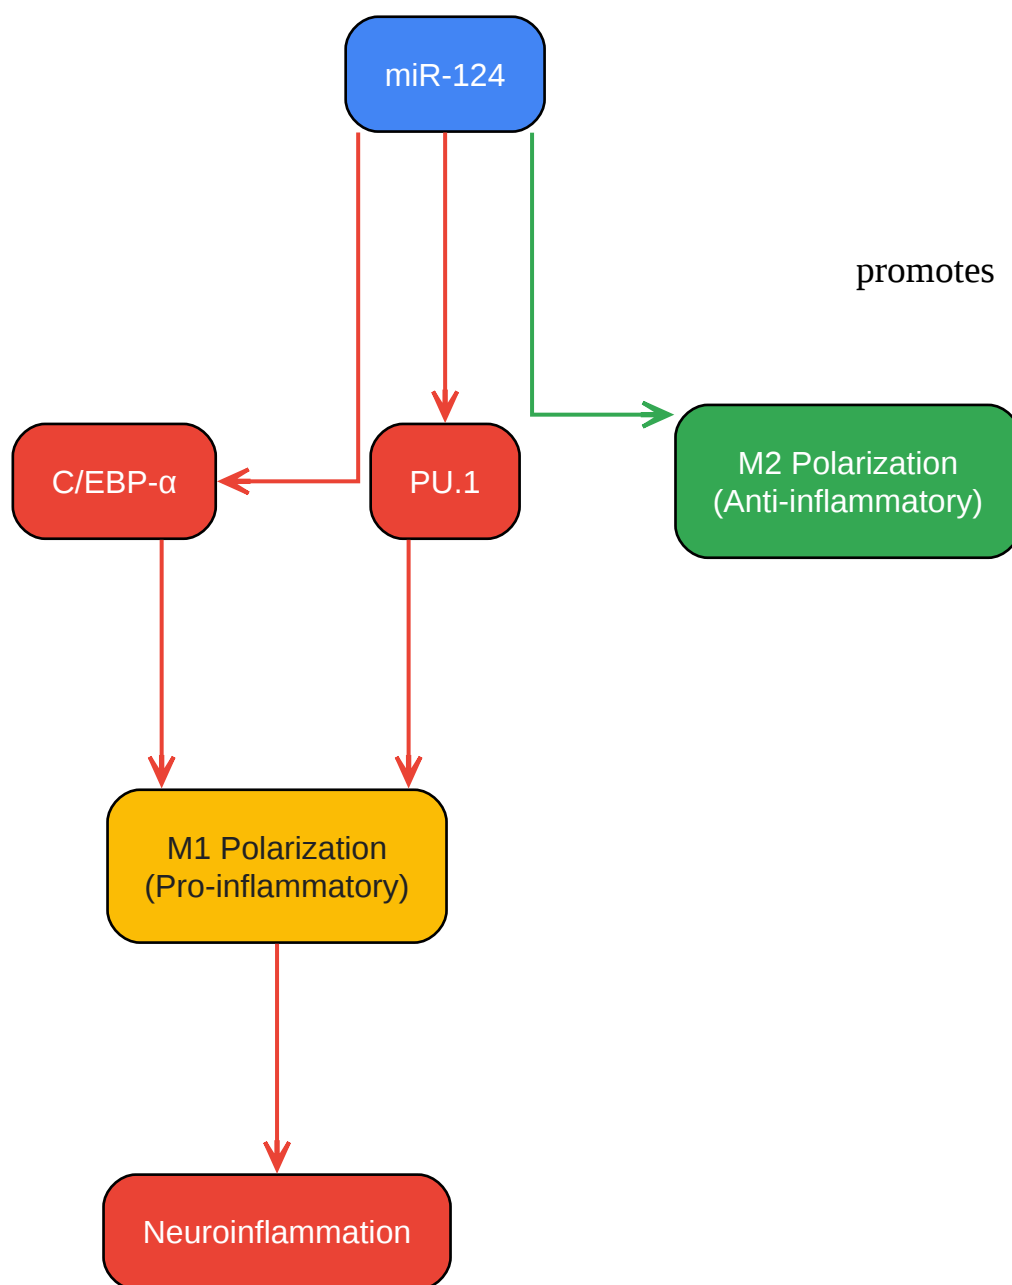 miR-124
promotes
C/EBP-α
PU.1
M2 Polarization
(Anti-inflammatory)
M1 Polarization
(Pro-inflammatory)
Neuroinflammation